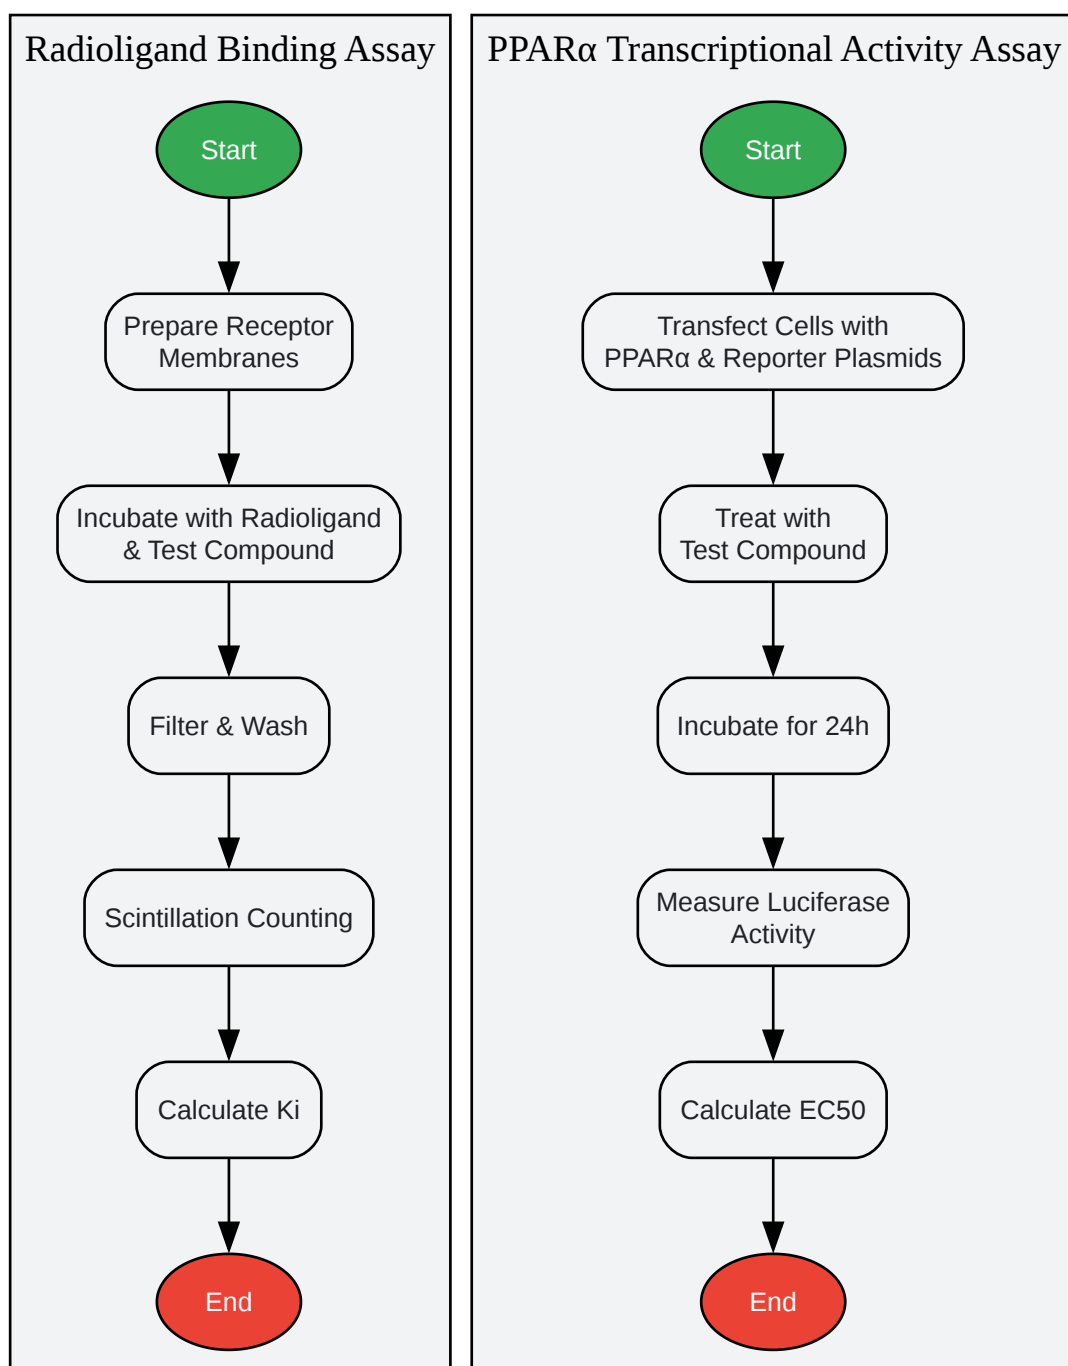 Radioligand Binding Assay
Start
Prepare Receptor
Membranes
Incubate with Radioligand
& Test Compound
Filter & Wash
Scintillation Counting
Calculate Ki
End
PPARα Transcriptional Activity Assay
Start
Transfect Cells with
PPARα & Reporter Plasmids
Treat with
Test Compound
Incubate for 24h
Measure Luciferase
Activity
Calculate EC50
End